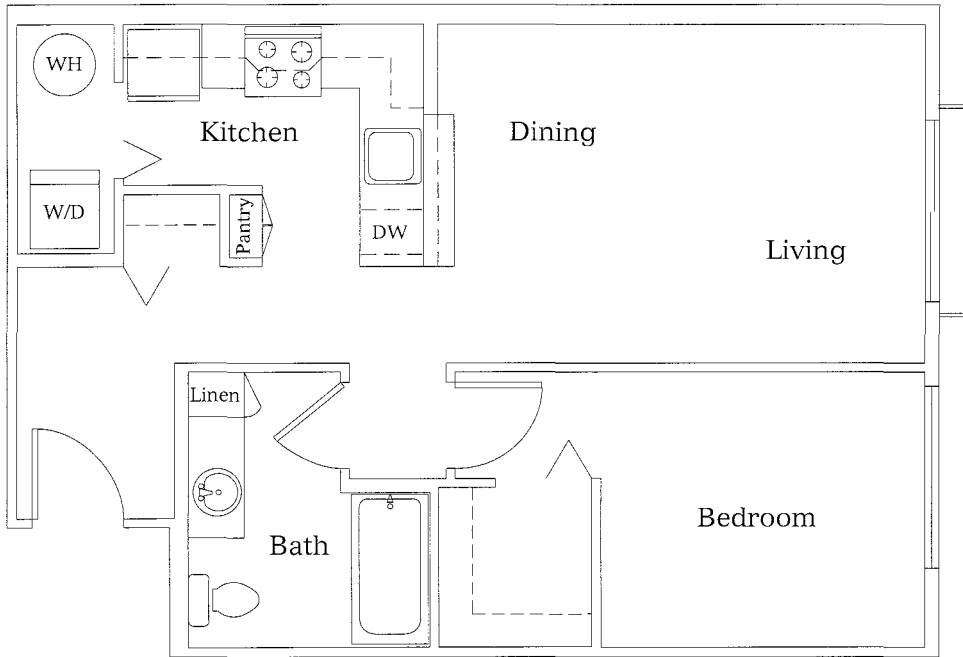 WH
Kitchen
Dining
W/D
Pantry
DW
Living
Linen
Bedroom
Bath